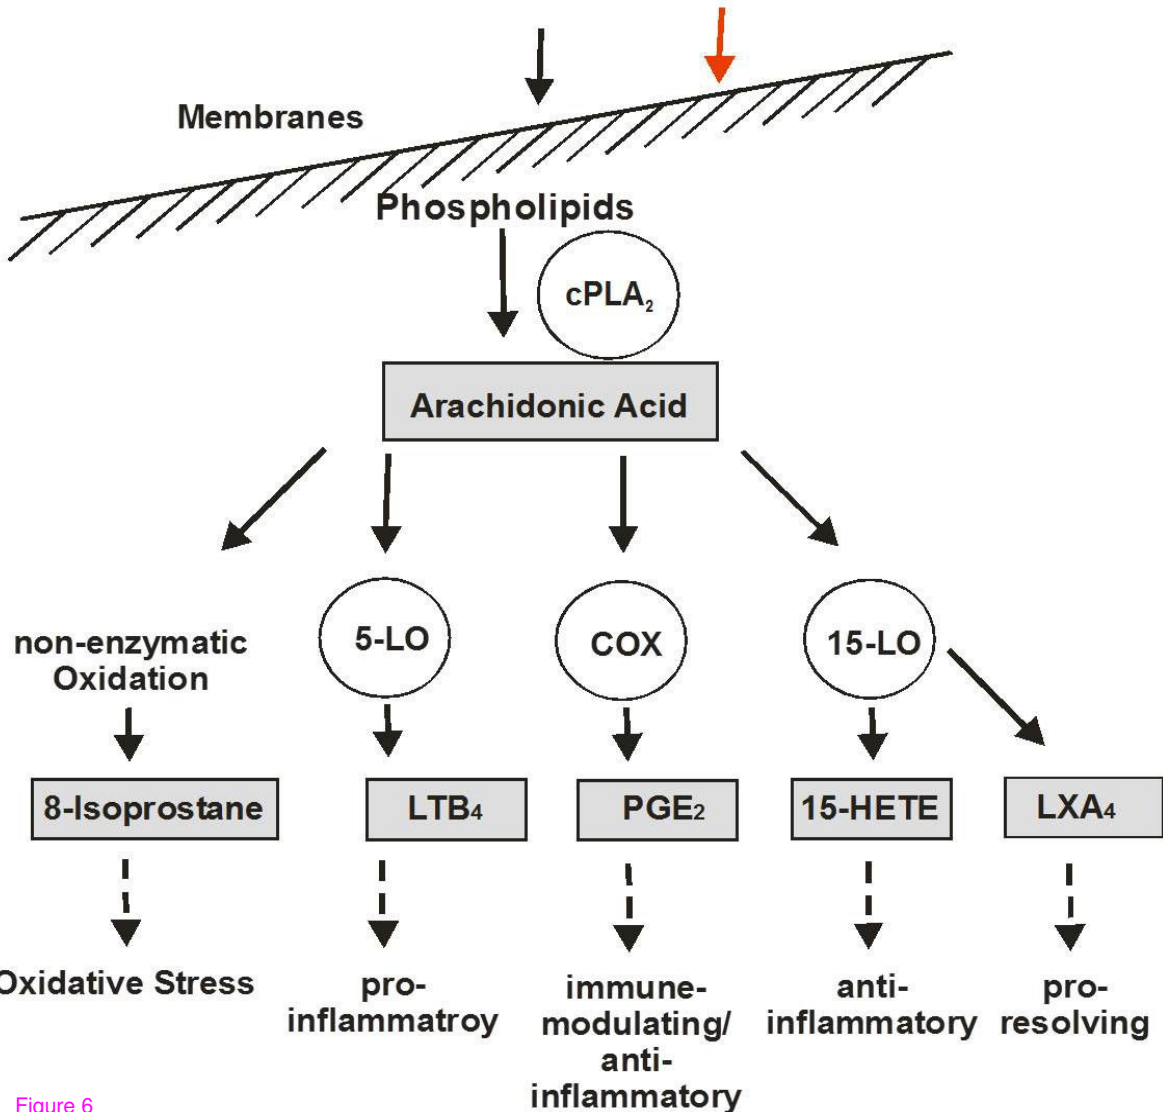 Membranes
Phospholipids
cPLA₂
Arachidonic Acid
non-enzymatic
Oxidation
5-LO
COX
15-LO
8-Isoprostane
LTB₄
PGE₂
15-HETE
LXA₄
Oxidative Stress
pro-
inflammatroy
immune-
modulating/
anti-
inflammatory
anti-
inflammatory
pro-
resolving
Figure 6